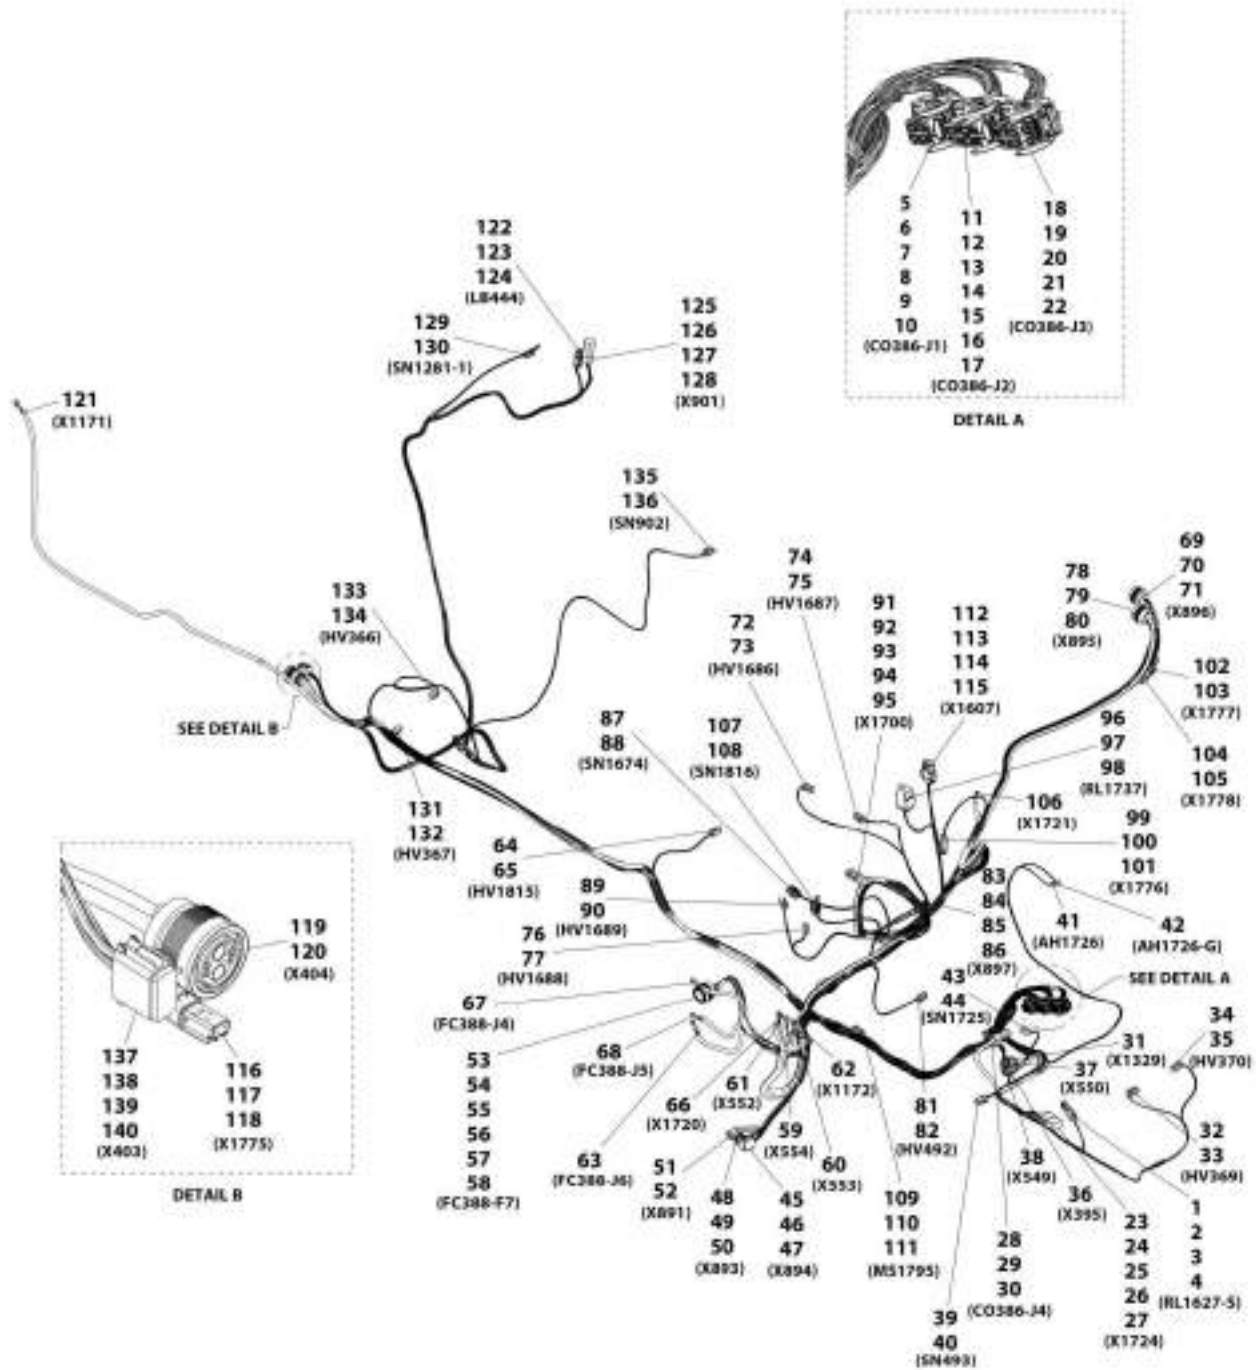 5
6
7
8
9
10
(CO386-J1)
11
12
13
14
15
16
17
(CO386-J2)
18
19
20
21
22
(CO386-J3)
DETAIL A
122
123
124
(LB444)
125
126
127
128
(X901)
129
130
(SN1281-1)
121
(X1171)
135
136
(SN902)
133
134
(HV366)
SEE DETAIL B
131
132
(HV367)
74
75
(HV1687)
72
73
(HV1686)
91
92
93
94
95
(X1700)
112
113
114
115
(X1607)
78
79
80
(X895)
69
70
71
(X896)
102
103
(X1777)
104
105
(X1778)
96
97
98
(RL1737)
106
(X1721)
99
100
101
(X1776)
87
88
(SN1674)
107
108
(SN1816)
64
65
(HV1815)
89
90
(HV1689)
76
77
(HV1688)
83
84
85
86
(X897)
41
(AH1726)
42
(AH1726-G)
SEE DETAIL A
43
44
(SN1725)
34
35
(HV370)
31
(X1329)
37
(X550)
67
(FC388-J4)
68
(FC388-J5)
53
54
55
56
57
58
(FC388-F7)
66
(X1720)
61
(X552)
62
(X1172)
59
(X554)
60
(X553)
63
(FC388-J6)
51
52
(X891)
48
49
50
(X893)
45
46
47
(X894)
81
82
(HV492)
109
110
111
(MS1795)
38
(X549)
36
(X395)
32
33
(HV369)
1
2
3
4
(RL1627-5)
23
24
25
26
27
(X1724)
28
29
30
(CO386-J4)
39
40
(SN493)
119
120
(X404)
137
138
139
140
(X403)
116
117
118
(X1775)
DETAIL B